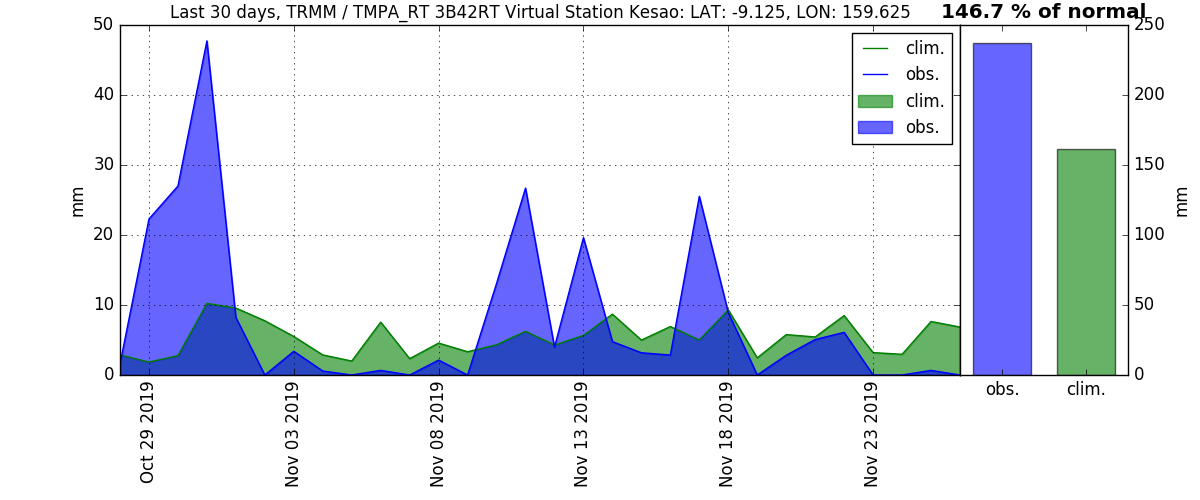 Last 30 days, TRMM / TMPA_RT 3B42RT Virtual Station Kesao: LAT: -9.125, LON: 159.625
146.7 % of normal
50
40
30
20
10
0
mm
clim.
obs.
clim.
obs.
250
200
150
100
50
0
mm
obs.
clim.
Oct 29 2019
Nov 03 2019
Nov 08 2019
Nov 13 2019
Nov 18 2019
Nov 23 2019